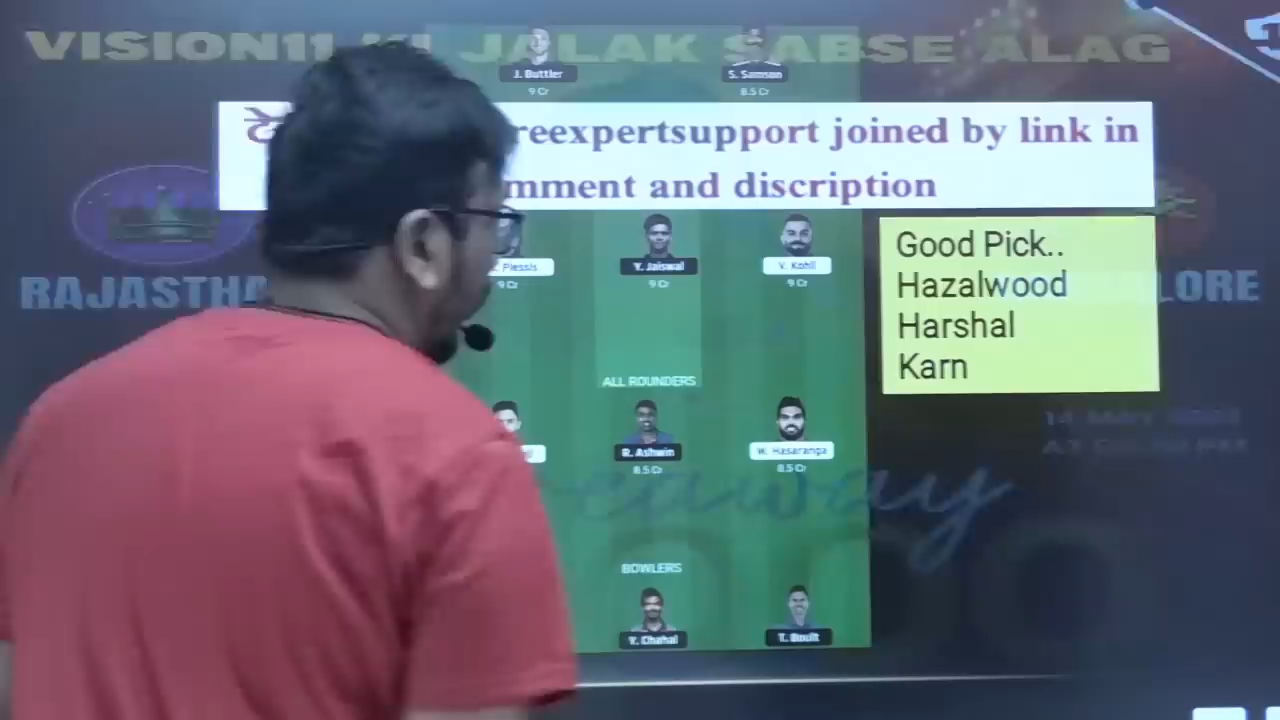 VISION11 KI JALAK SABSE ALAG
J. Buttler
9 Cr
S. Samson
8.5 Cr
reexpertsupport joined by link in
mment and discription
Plessis
9 Cr
Y. Jaiswal
9 Cr
V. Kohli
9 Cr
Good Pick..
Hazalwood
Harshal
Karn
RAJASTHA
LORE
ALL ROUNDERS
R. Ashwin
8.5 Cr
W. Hasaranga
8.5 Cr
eaway
BOWLERS
Y. Chahal
T. Boult